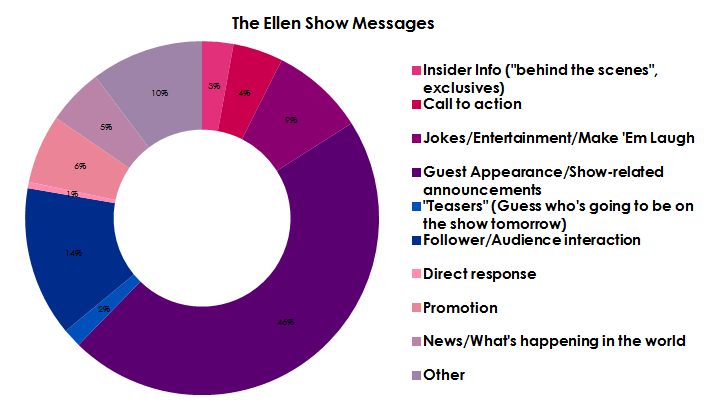 The Ellen Show Messages
3%
4%
9%
46%
2%
14%
1%
6%
5%
10%
Insider Info ("behind the scenes",
exclusives)
Call to action
Jokes/Entertainment/Make 'Em Laugh
Guest Appearance/Show-related
announcements
"Teasers" (Guess who's going to be on
the show tomorrow)
Follower/Audience interaction
Direct response
Promotion
News/What's happening in the world
Other